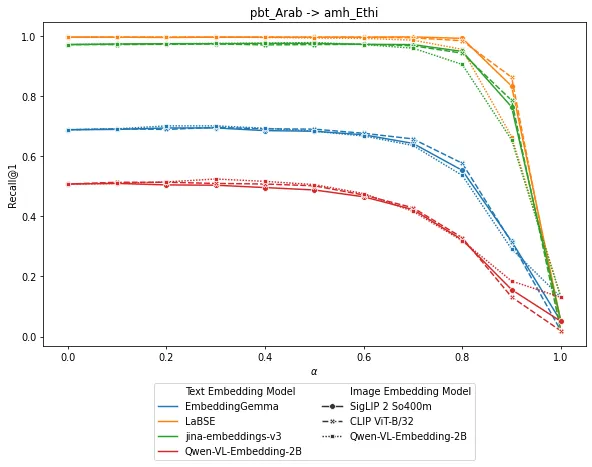 pbt_Arab -> amh_Ethi
Recall@1
1.0
0.8
0.6
0.4
0.2
0.0
0.0 0.2 0.4 0.6 0.8 1.0
α
Text Embedding Model
EmbeddingGemma
LaBSE
jina-embeddings-v3
Qwen-VL-Embedding-2B
Image Embedding Model
SigLIP 2 So400m
CLIP ViT-B/32
Qwen-VL-Embedding-2B